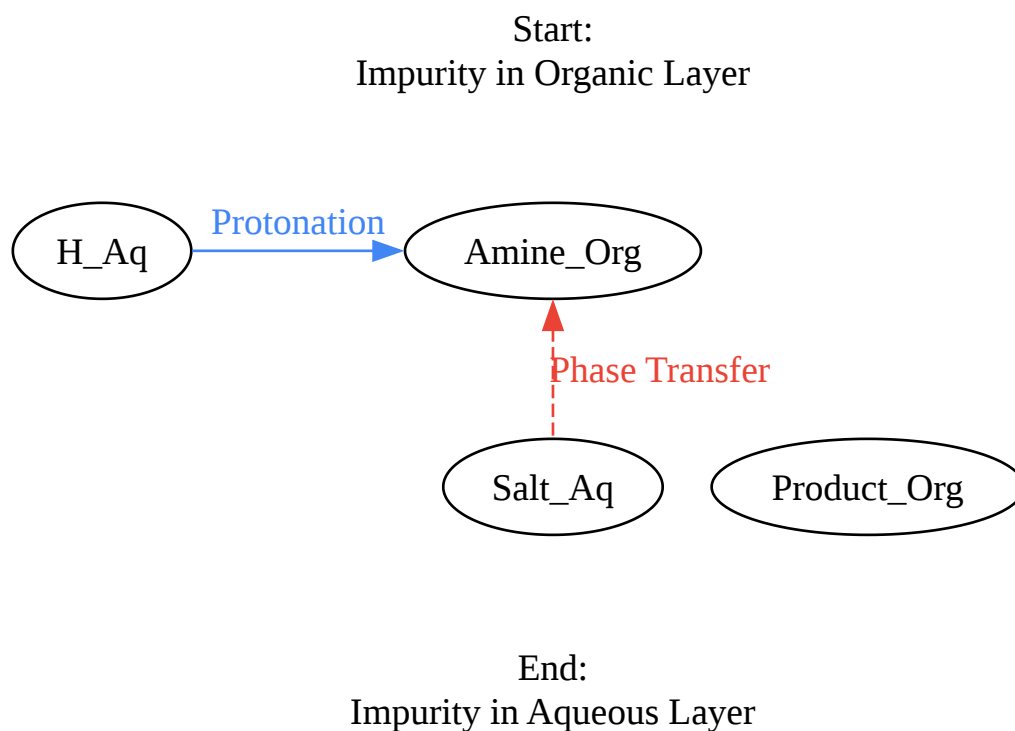 Start:
Impurity in Organic Layer
Protonation
H_Aq
Amine_Org
Phase Transfer
Salt_Aq
Product_Org
End:
Impurity in Aqueous Layer